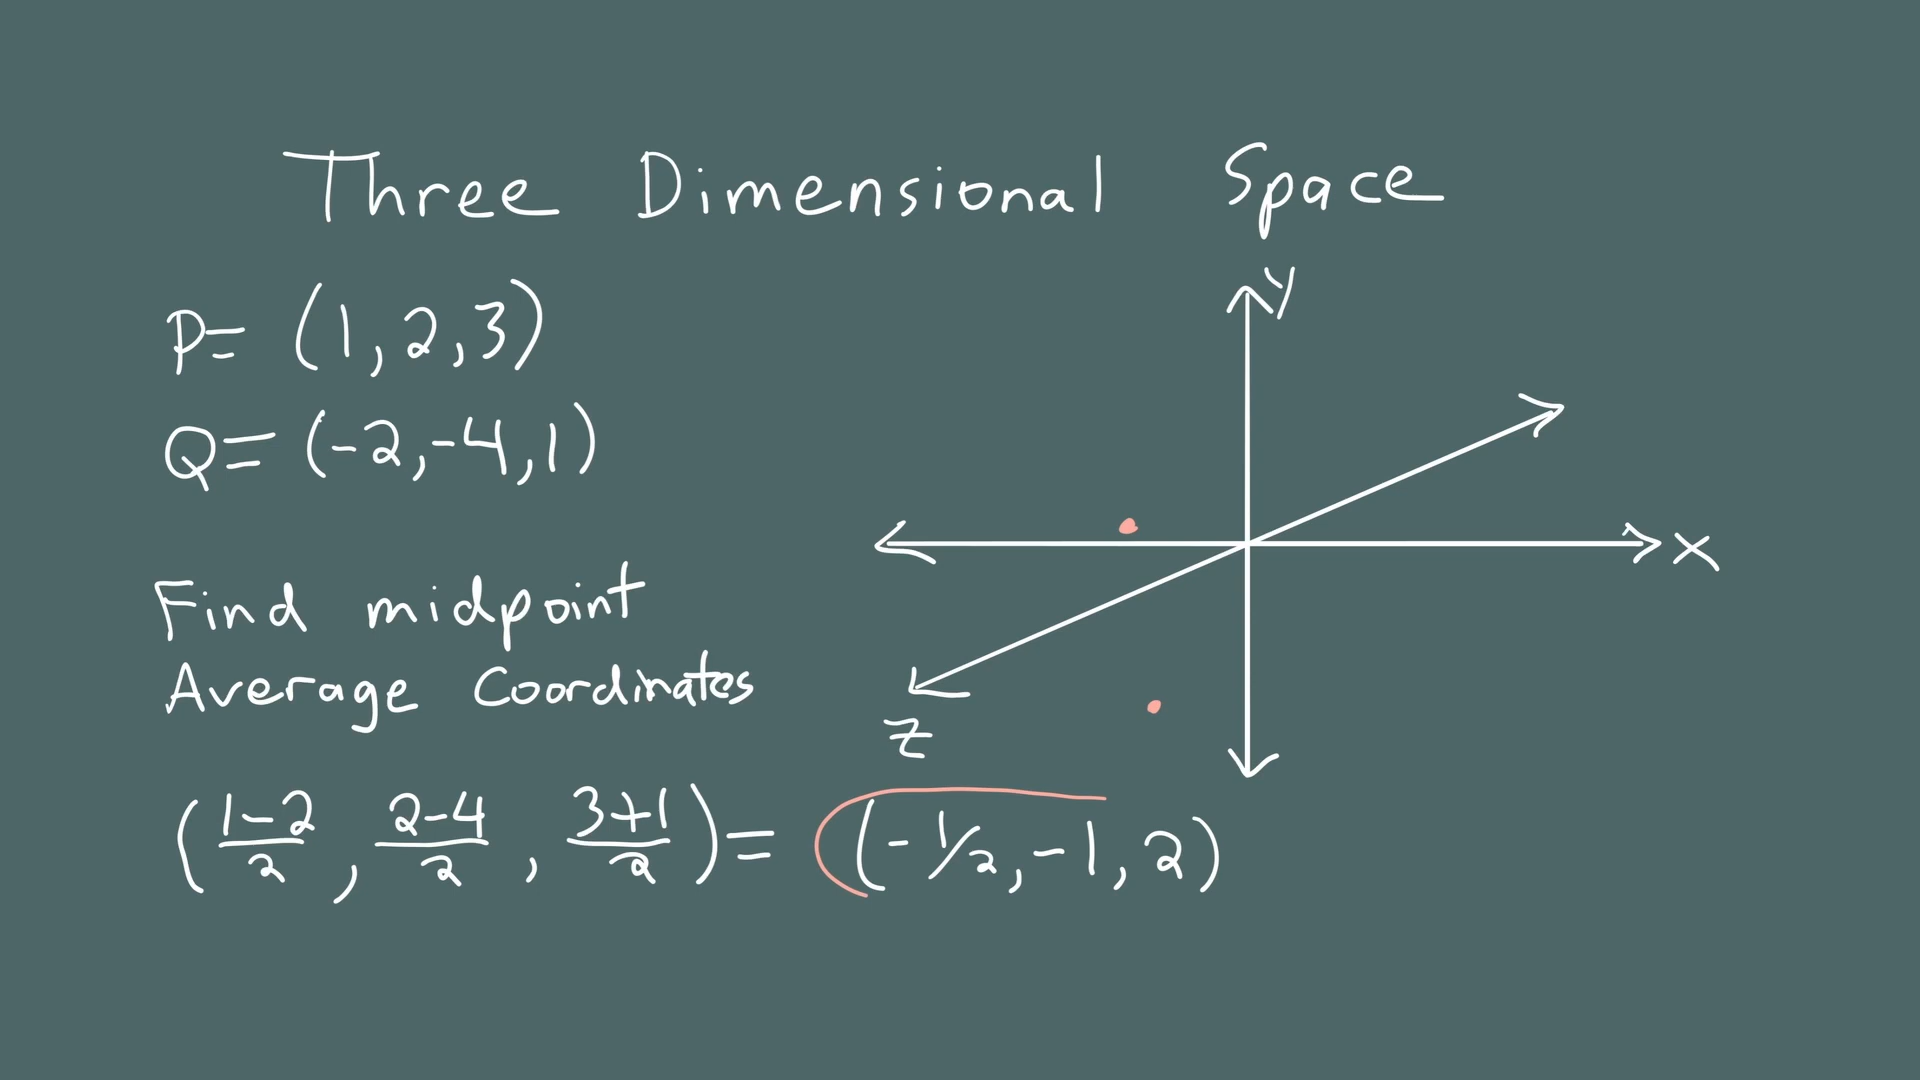 Three Dimensional Space
P= (1,2,3)
Q= (-2,-4,1)
Find midpoint
Average Coordinates
(1-2/2, 2-4/2, 3+1/2) = (-1/2,-1,2)
Y
X
Z